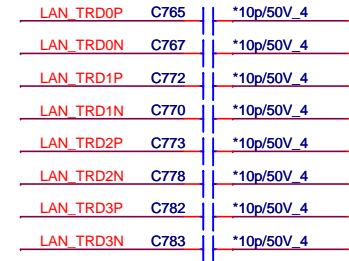 LAN_TRD0P C765 *10p/50V_4
LAN_TRD0N C767 *10p/50V_4
LAN_TRD1P C772 *10p/50V_4
LAN_TRD1N C770 *10p/50V_4
LAN_TRD2P C773 *10p/50V_4
LAN_TRD2N C778 *10p/50V_4
LAN_TRD3P C782 *10p/50V_4
LAN_TRD3N C783 *10p/50V_4